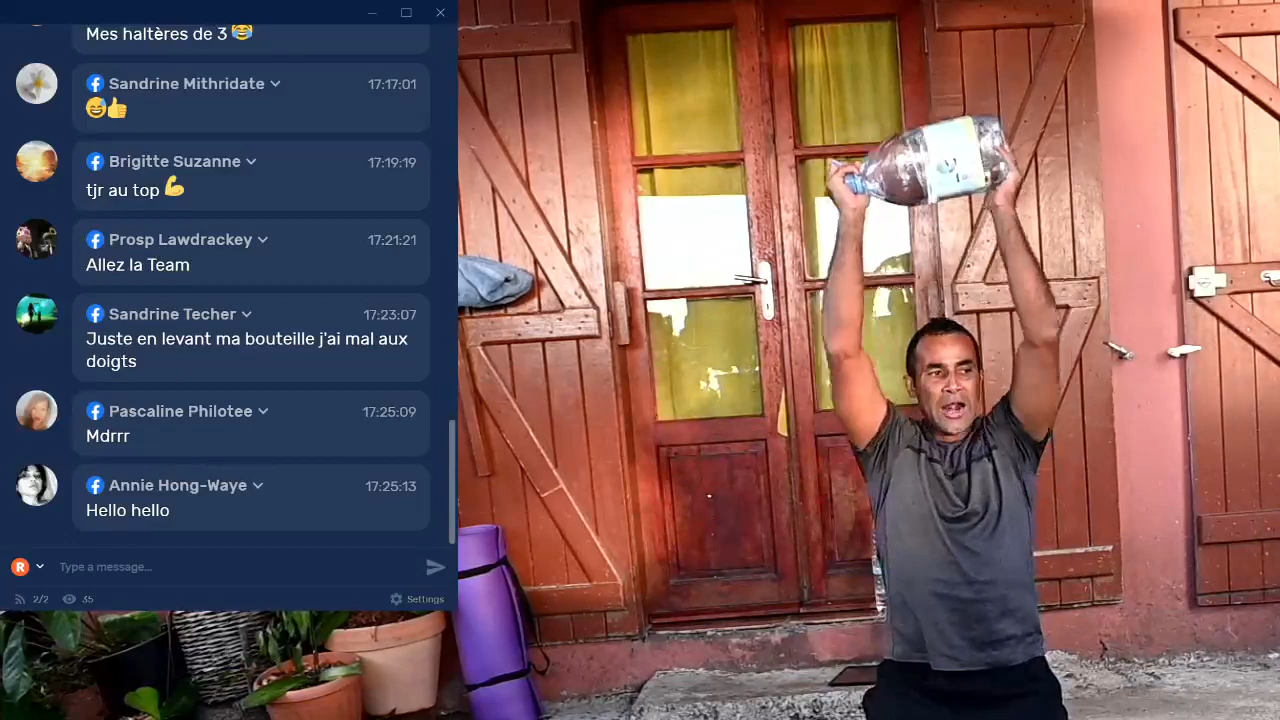 Mes haltères de 3 😂
Sandrine Mithridate 17:17:01
😅👍
Brigitte Suzanne 17:19:19
tjr au top 💪
Prosp Lawdrackey 17:21:21
Allez la Team
Sandrine Techer 17:23:07
Juste en levant ma bouteille j'ai mal aux
doigts
Pascaline Philotee 17:25:09
Mdrrr
Annie Hong-Waye 17:25:13
Hello hello
R
Type a message...
2/2 35 Settings